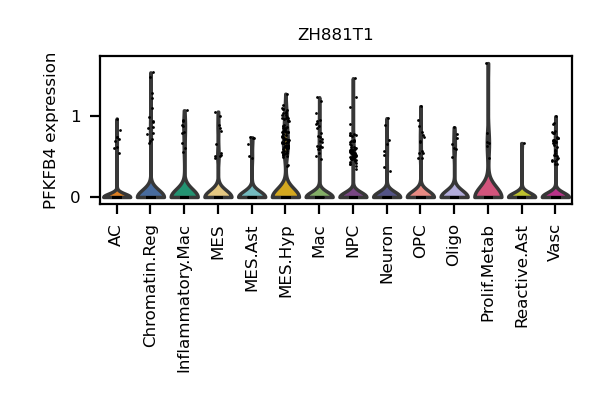 ZH881T1
PFKFB4 expression
1
0
AC
Chromatin.Reg
Inflammatory.Mac
MES
MES.Ast
MES.Hyp
Mac
NPC
Neuron
OPC
Oligo
Prolif.Metab
Reactive.Ast
Vasc